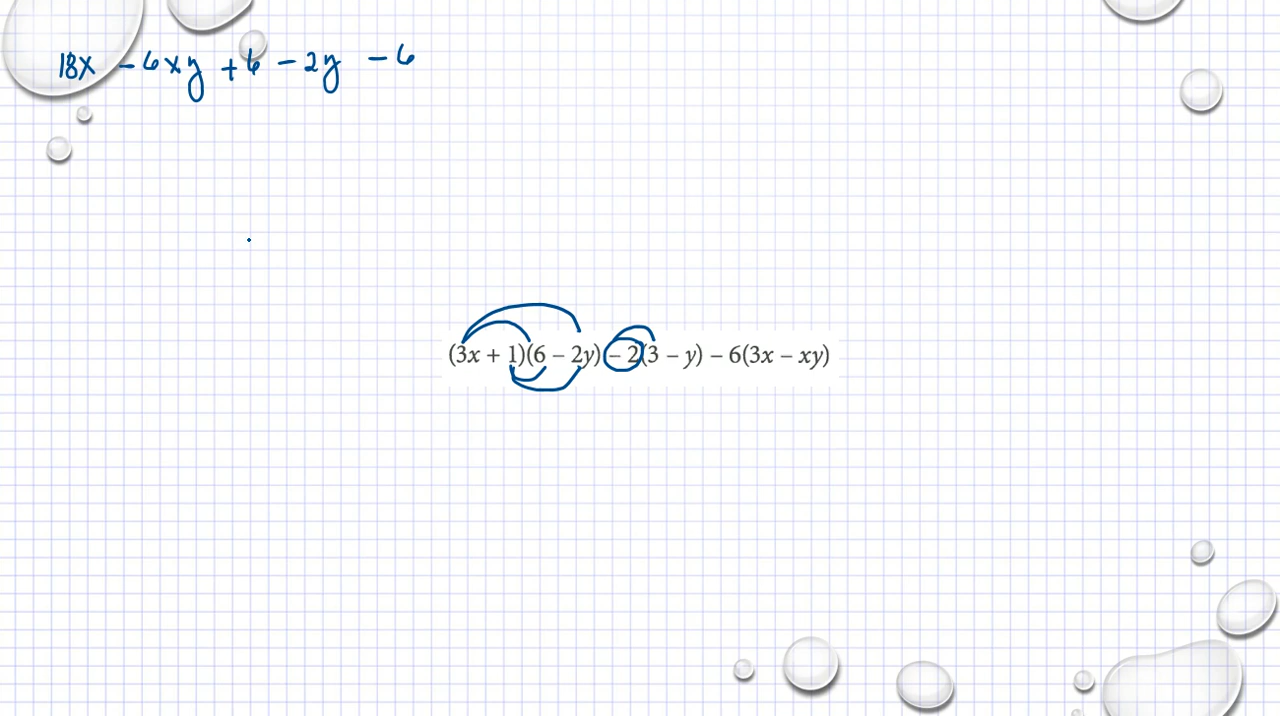 18x - 6xy + 6 - 2y - 6
(3x + 1)(6 – 2y) – 2(3 – y) – 6(3x – xy)